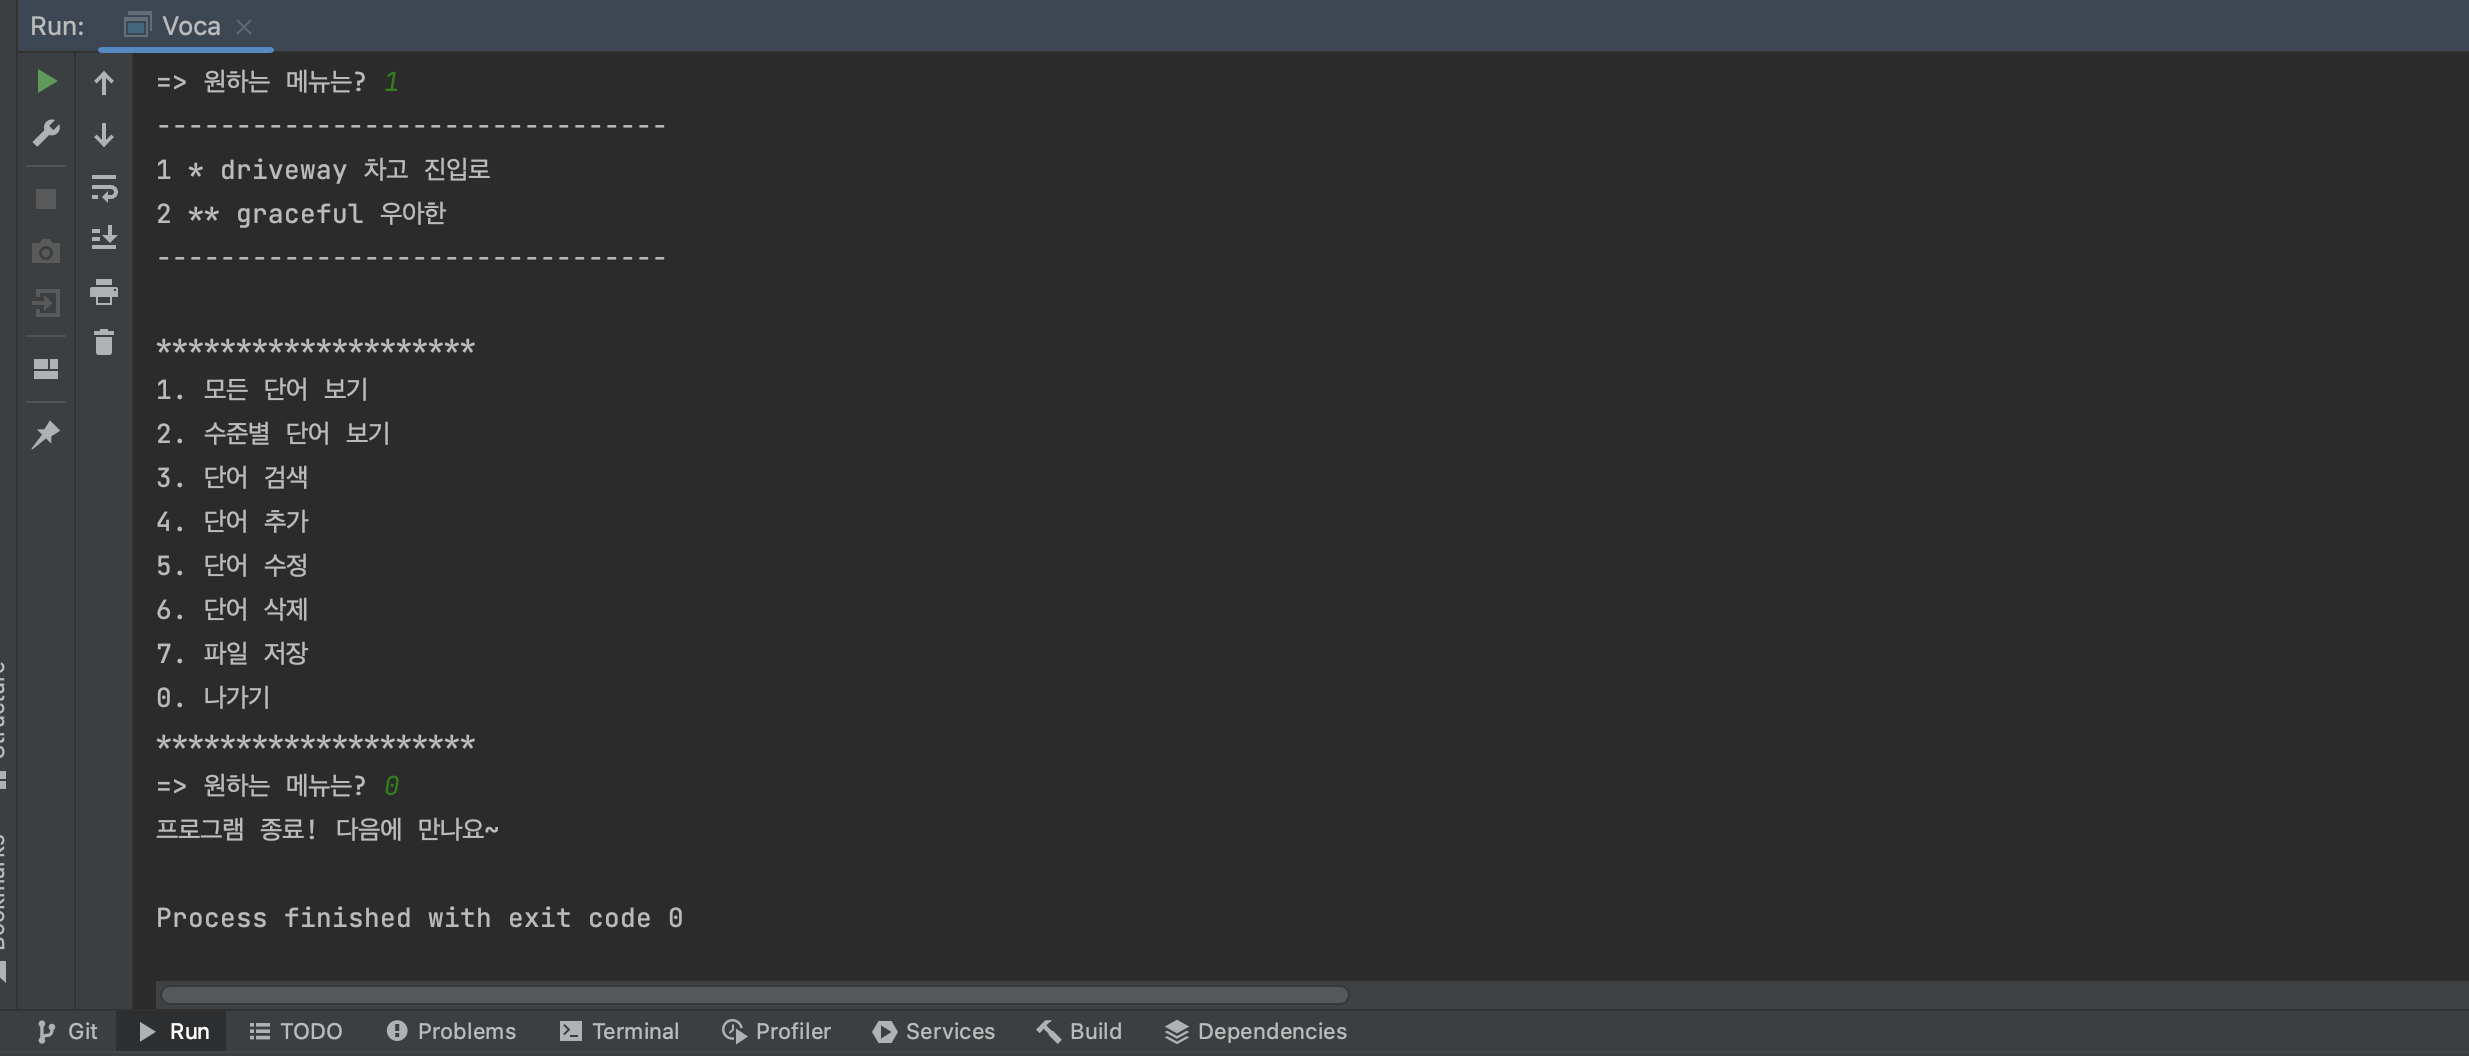 Run: Voca
=> 원하는 메뉴는? 1
--------------------------------
1 * driveway 차고 진입로
2 ** graceful 우아한
--------------------------------
********************
1. 모든 단어 보기
2. 수준별 단어 보기
3. 단어 검색
4. 단어 추가
5. 단어 수정
6. 단어 삭제
7. 파일 저장
0. 나가기
********************
=> 원하는 메뉴는? 0
프로그램 종료! 다음에 만나요~
Process finished with exit code 0
Structure
Bookmarks
Git Run TODO Problems Terminal Profiler Services Build Dependencies